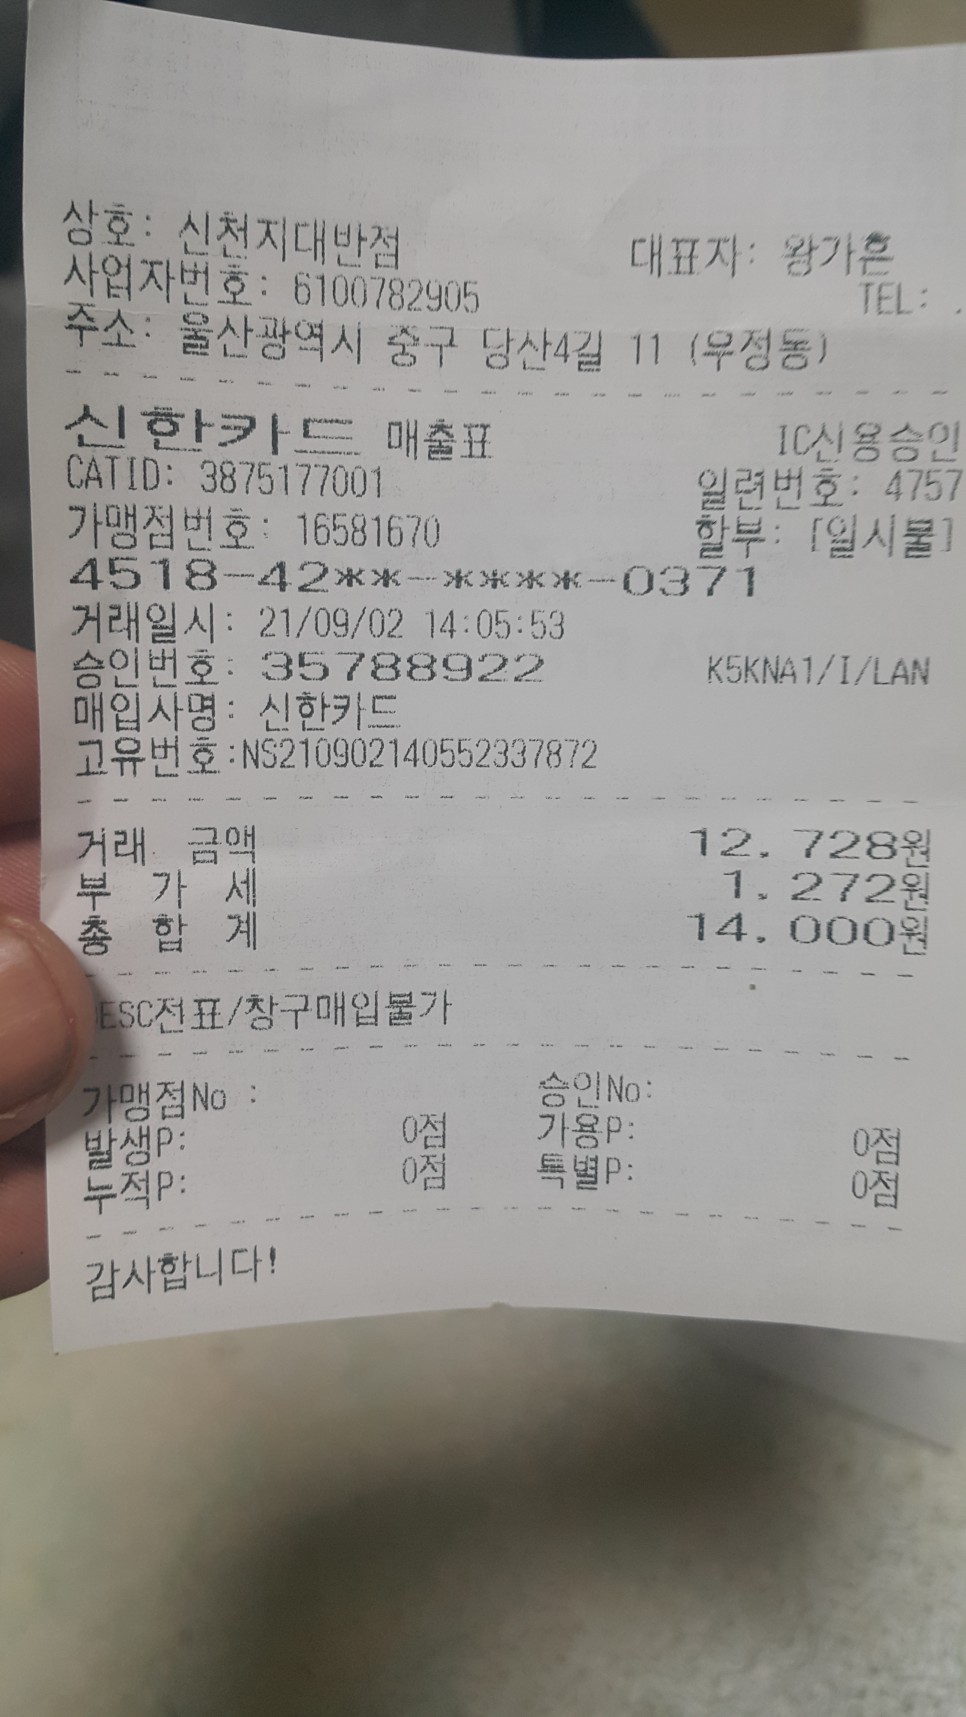 상호: 신천지대반점 대표자: 왕가흔
사업자번호: 6100782905 TEL: .
주소: 울산광역시 중구 당산4길 11 (우정동)
신한카드 매출표 IC신용승인
CATID: 3875177001 일련번호: 4757
가맹점번호: 16581670 할부: [일시불]
4518-42**-****-0371
거래일시: 21/09/02 14:05:53
승인번호: 35788922 K5KNA1/I/LAN
매입사명: 신한카드
고유번호:NS210902140552337872
거래 금액 12,728원
부 가 세 1,272원
총 합 계 14,000원
DESC전표/창구매입불가
가맹점No : 승인No:
발생P: 0점 가용P: 0점
누적P: 0점 특별P: 0점
감사합니다!